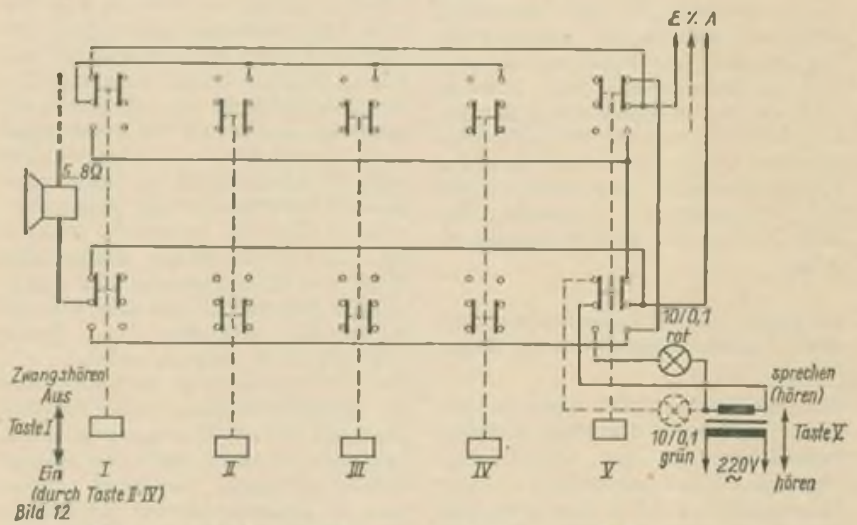 E ⁒ A
5...8Ω
10/0,1
rot
Zwangshören
Aus
Taste I
Ein
(durch Taste II-IV)
I
II
III
IV
V
10/0,1
grün
220V
~
sprechen
(hören)
Taste V
hören
Bild 12